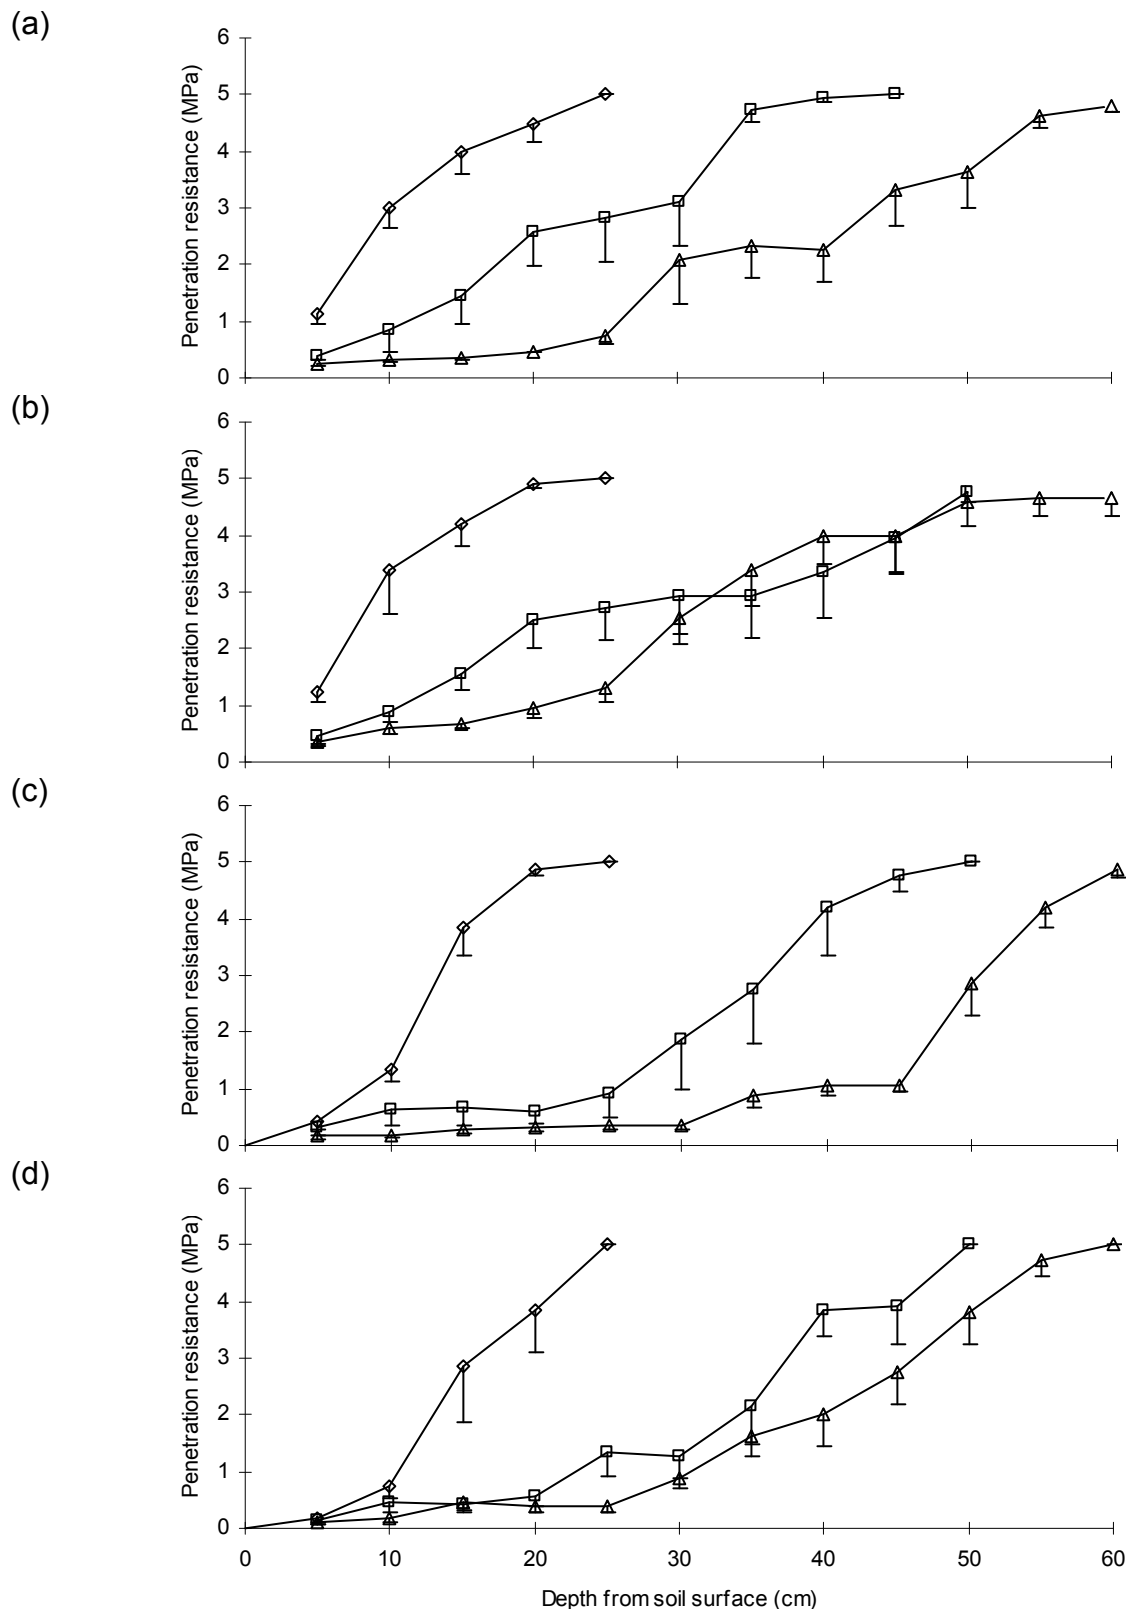 (a)
Penetration resistance (MPa)
6
5
4
3
2
1
0
(b)
Penetration resistance (MPa)
6
5
4
3
2
1
0
(c)
Penetration resistance (MPa)
6
5
4
3
2
1
0
(d)
Penetration resistance (MPa)
6
5
4
3
2
1
0
0 10 20 30 40 50 60
Depth from soil surface (cm)